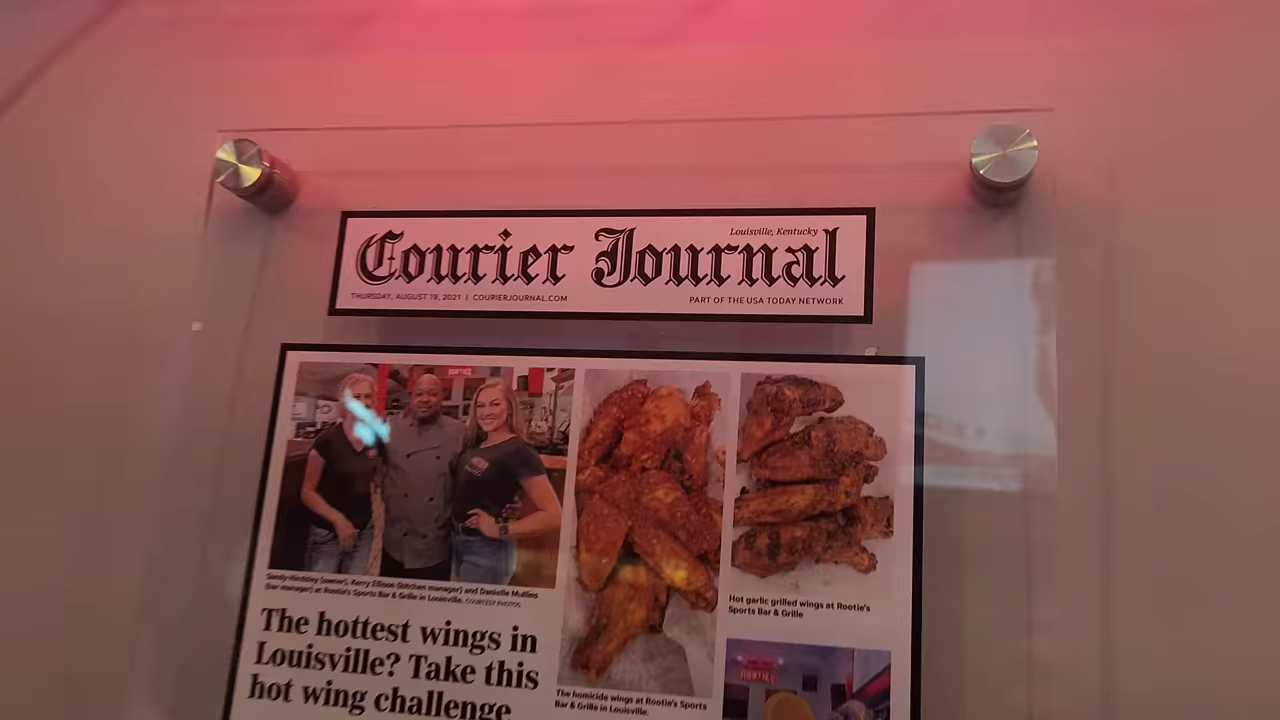 Louisville, Kentucky
Courier Journal
THURSDAY, AUGUST 19, 2021 | COURIERJOURNAL.COM
PART OF THE USA TODAY NETWORK
Sandy Hindsley (owner), Kerry Ellison (kitchen manager) and Danielle Mullins
(bar manager) at Rootie's Sports Bar & Grille in Louisville. COURTESY PHOTOS
The hottest wings in
Louisville? Take this
hot wing challenge
The homicide wings at Rootie's Sports
Bar & Grille in Louisville.
Hot garlic grilled wings at Rootie's
Sports Bar & Grille